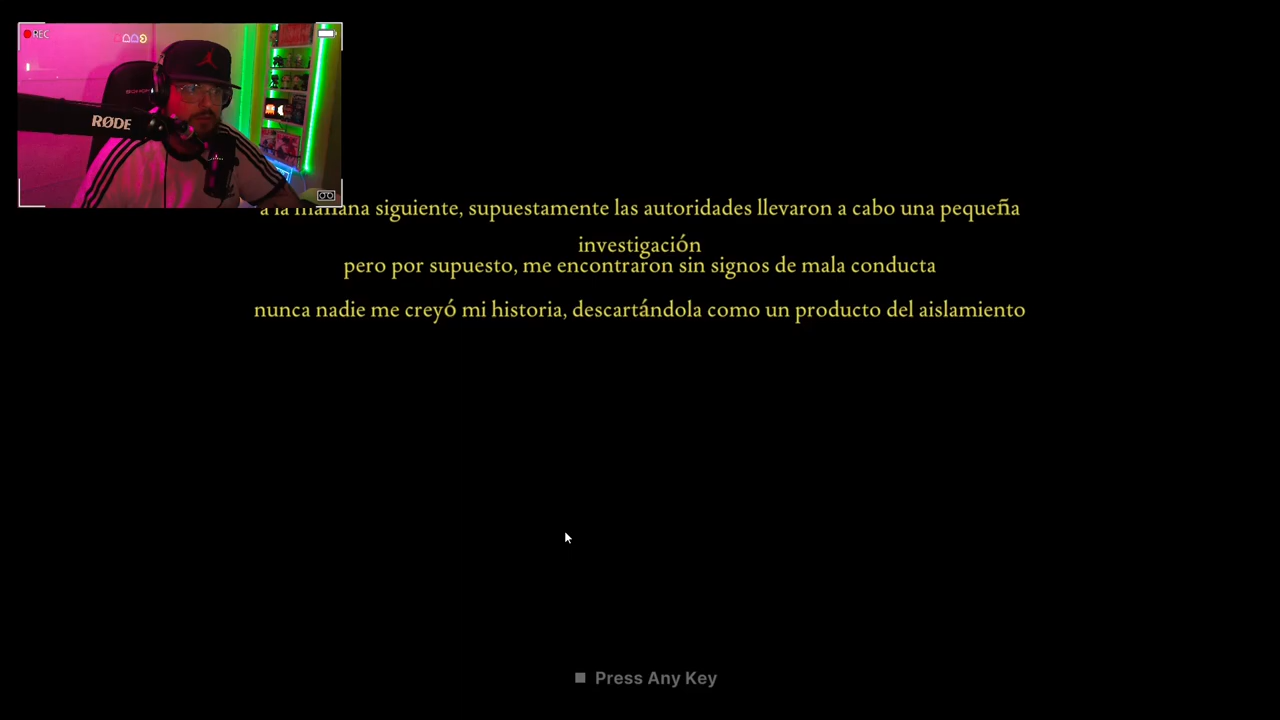 REC
RØDE
a la mañana siguiente, supuestamente las autoridades llevaron a cabo una pequeña
investigación
pero por supuesto, me encontraron sin signos de mala conducta
nunca nadie me creyó mi historia, descartándola como un producto del aislamiento
Press Any Key